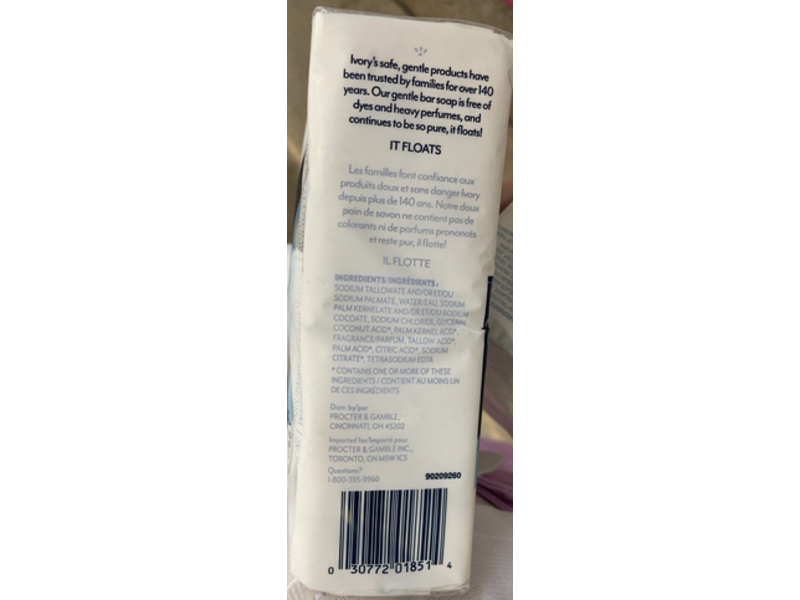 Ivory's safe, gentle products have
been trusted by families for over 140
years. Our gentle bar soap is free of
dyes and heavy perfumes, and
continues to be so pure, it floats!
IT FLOATS
Les familles font confiance aux
produits doux et sans danger Ivory
depuis plus de 140 ans. Notre doux
pain de savon ne contient pas de
colorants ni de parfums prononcés
et reste pur, il flotte!
IL FLOTTE
INGREDIENTS/INGRÉDIENTS:
SODIUM TALLOWATE AND/OR ET/OU
SODIUM PALMATE, WATER/EAU, SODIUM
PALM KERNELATE AND/OR ET/OU SODIUM
COCOATE, SODIUM CHLORIDE, GLYCERIN,
COCONUT ACID*, PALM KERNEL ACID*,
FRAGRANCE/PARFUM, TALLOW ACID*,
PALM ACID*, CITRIC ACID*, SODIUM
CITRATE*, TETRASODIUM EDTA
* CONTAINS ONE OR MORE OF THESE
INGREDIENTS / CONTIENT AU MOINS UN
DE CES INGRÉDIENTS
Distr. by/par
PROCTER & GAMBLE,
CINCINNATI, OH 45202
Imported for/Importé pour
PROCTER & GAMBLE INC.,
TORONTO, ON M5W 1C5
Questions?
1-800-395-9960
90209260
0 30772 01851 4